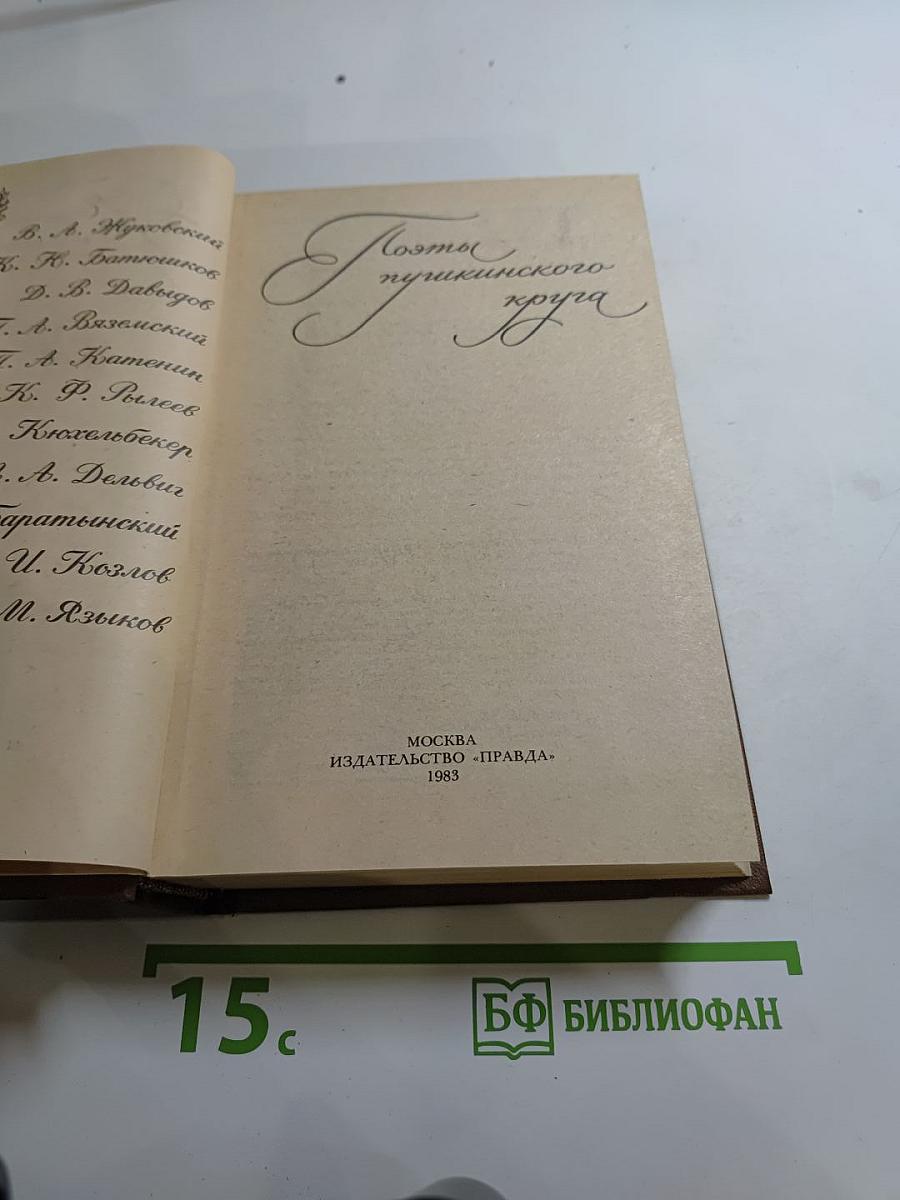 В. А. Жуковский
К. Н. Батюшков
Д. В. Давыдов
П. А. Вяземский
П. А. Катенин
К. Ф. Рылеев
Кюхельбекер
А. А. Дельвиг
Баратынский
И. Козлов
М. Языков
Поэты
пушкинского
круга
МОСКВА
ИЗДАТЕЛЬСТВО «ПРАВДА»
1983
15 с
БФ БИБЛИОФАН